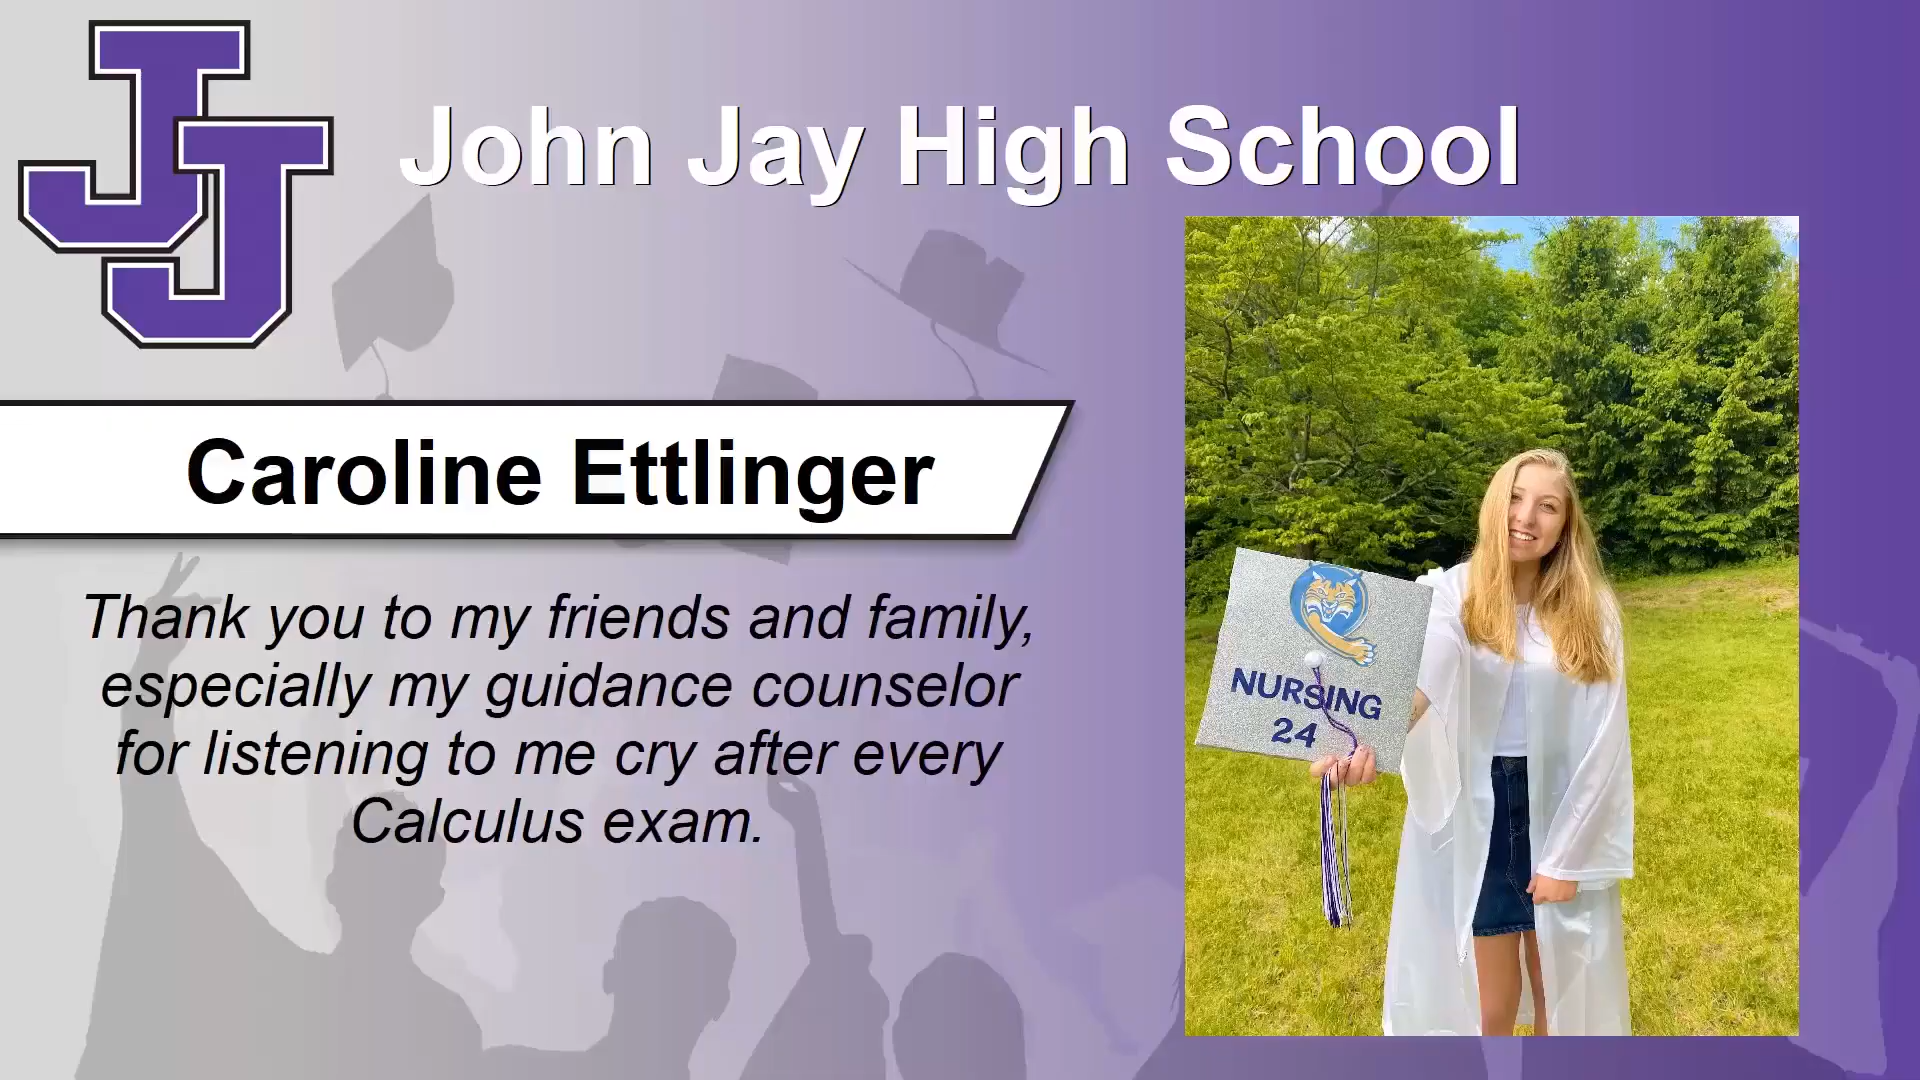 JJ
John Jay High School
Caroline Ettlinger
Thank you to my friends and family,
especially my guidance counselor
for listening to me cry after every
Calculus exam.
NURSING
24